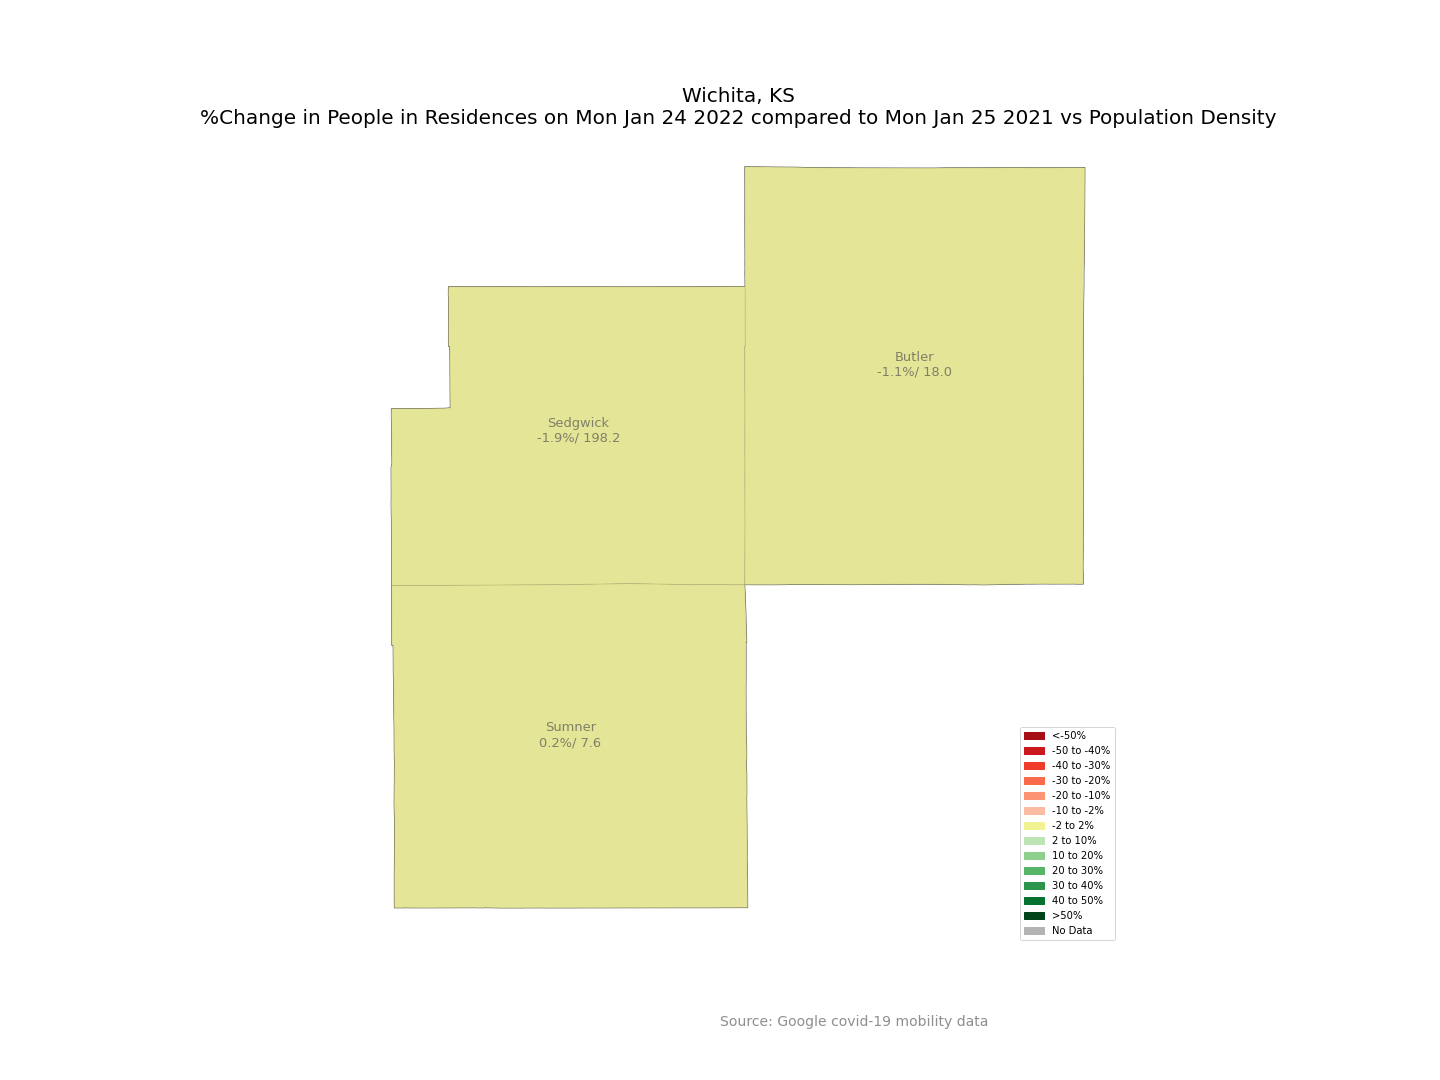 Wichita, KS
%Change in People in Residences on Mon Jan 24 2022 compared to Mon Jan 25 2021 vs Population Density
Butler
-1.1%/ 18.0
Sedgwick
-1.9%/ 198.2
Sumner
0.2%/ 7.6
<-50%
-50 to -40%
-40 to -30%
-30 to -20%
-20 to -10%
-10 to -2%
-2 to 2%
2 to 10%
10 to 20%
20 to 30%
30 to 40%
40 to 50%
>50%
No Data
Source: Google covid-19 mobility data